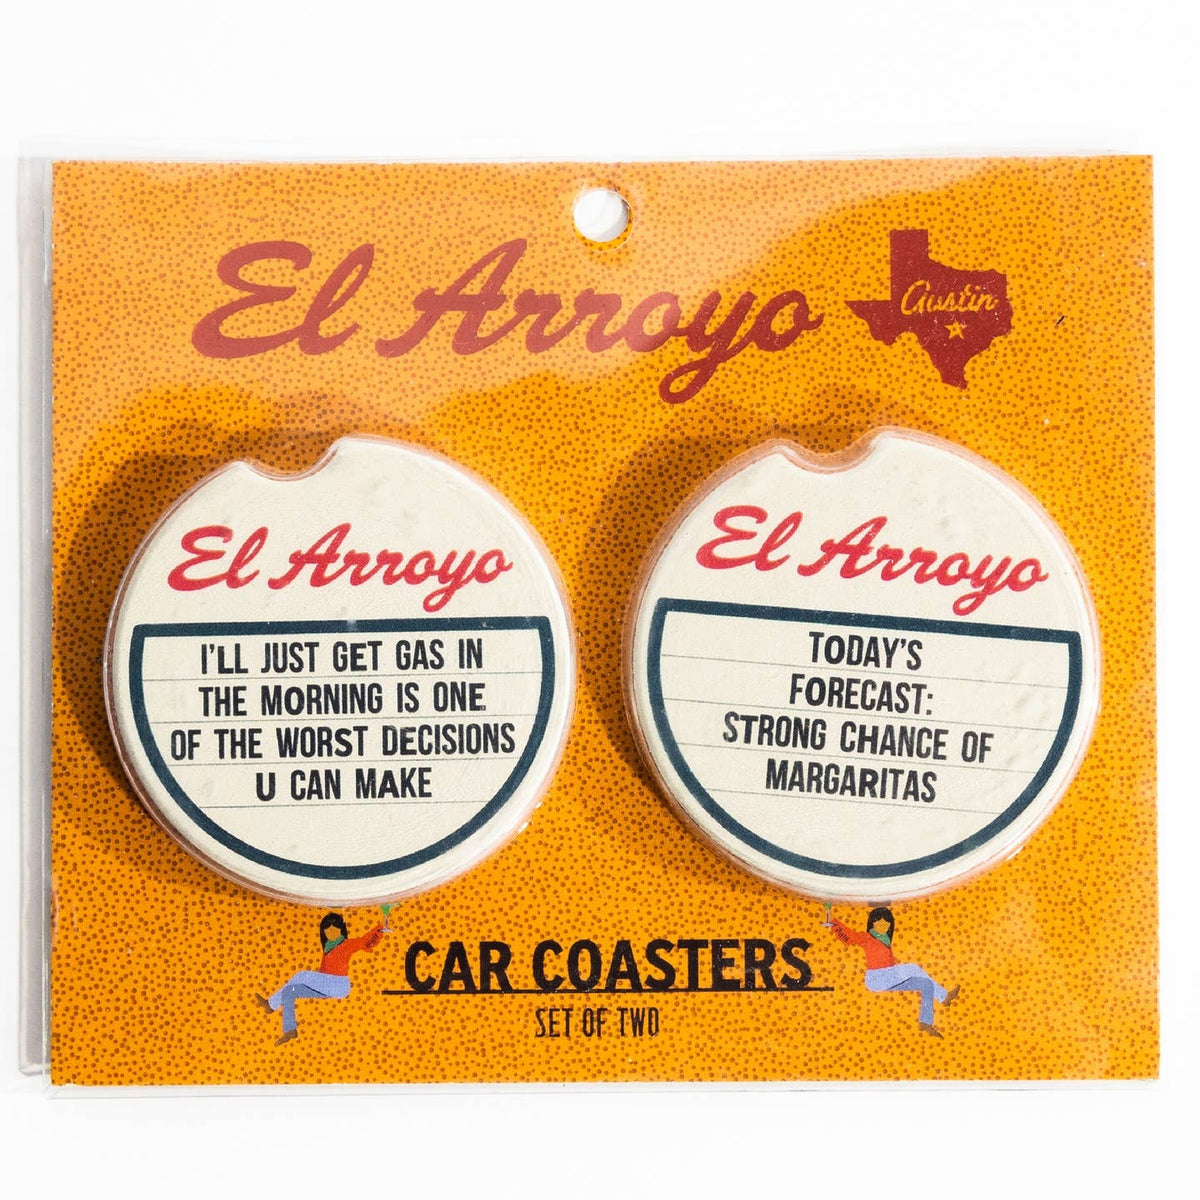 El Arroyo
Austin
El Arroyo
I'LL JUST GET GAS IN
THE MORNING IS ONE
OF THE WORST DECISIONS
U CAN MAKE
El Arroyo
TODAY'S
FORECAST:
STRONG CHANCE OF
MARGARITAS
CAR COASTERS
SET OF TWO